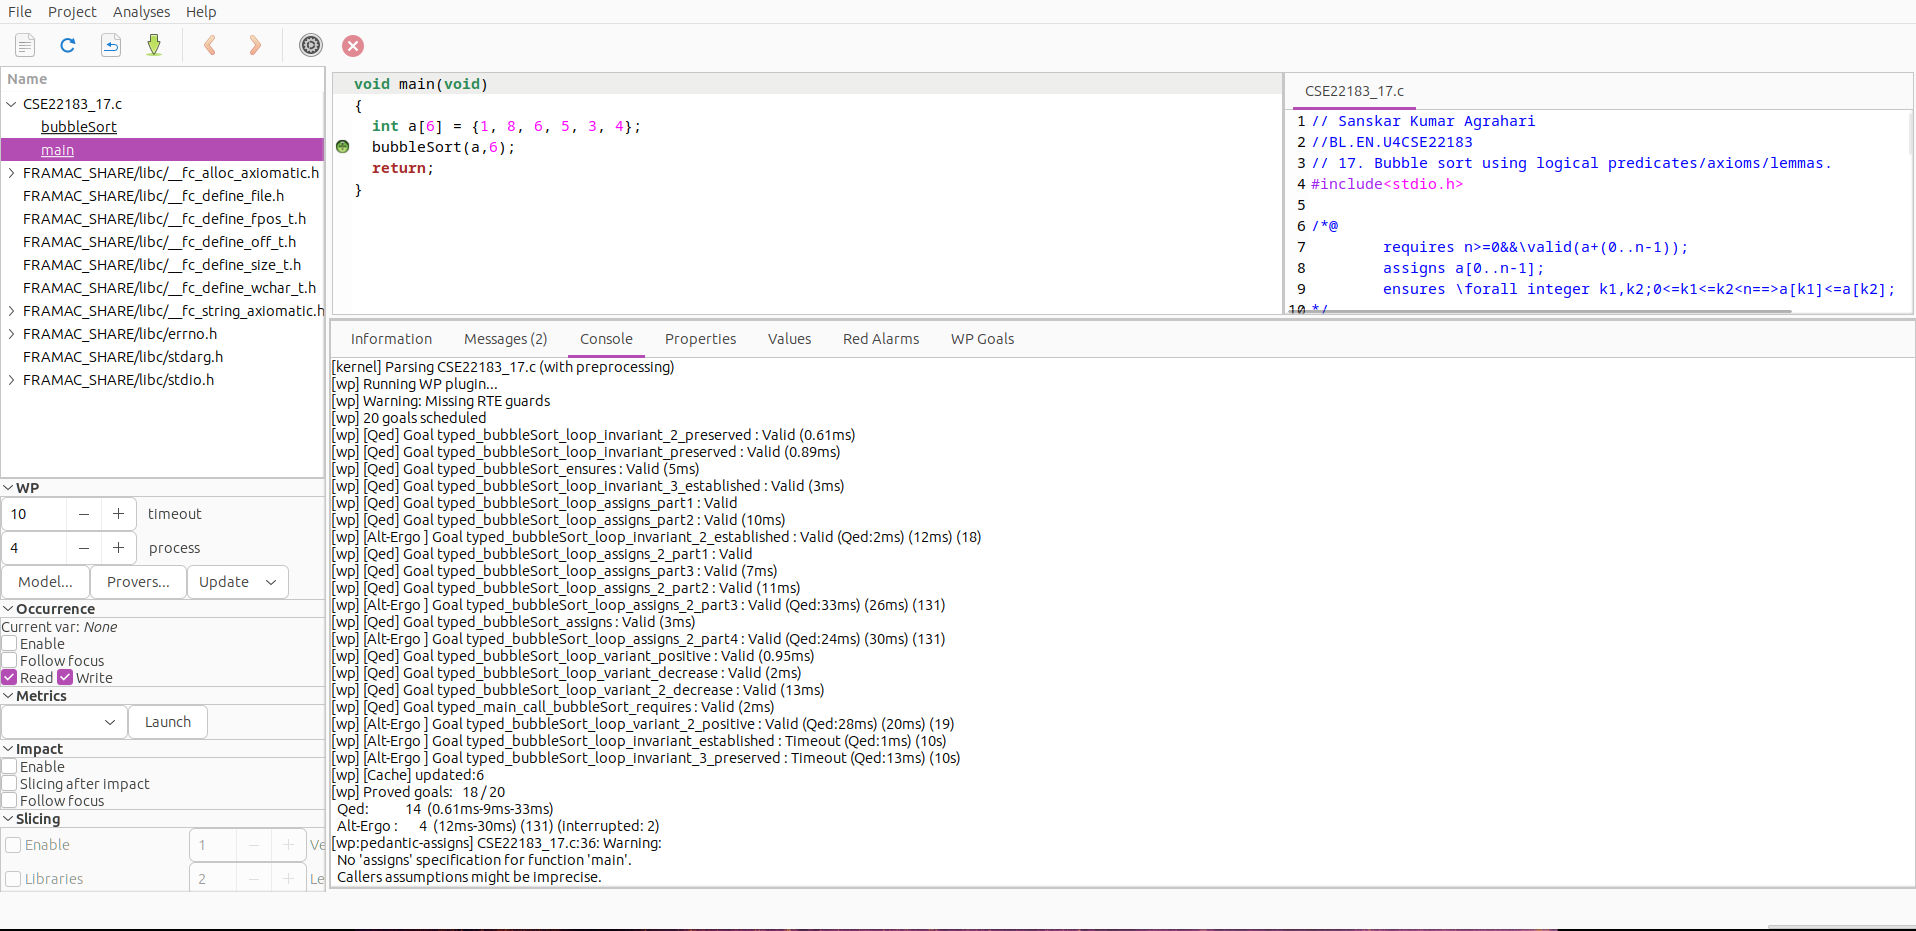 File Project Analyses Help
Name
CSE22183_17.c
bubbleSort
main
FRAMAC_SHARE/libc/__fc_alloc_axiomatic.h
FRAMAC_SHARE/libc/__fc_define_file.h
FRAMAC_SHARE/libc/__fc_define_fpos_t.h
FRAMAC_SHARE/libc/__fc_define_off_t.h
FRAMAC_SHARE/libc/__fc_define_size_t.h
FRAMAC_SHARE/libc/__fc_define_wchar_t.h
FRAMAC_SHARE/libc/__fc_string_axiomatic.h
FRAMAC_SHARE/libc/errno.h
FRAMAC_SHARE/libc/stdarg.h
FRAMAC_SHARE/libc/stdio.h
WP
10 − + timeout
4 − + process
Model... Provers... Update
Occurrence
Current var: None
Enable
Follow focus
Read Write
Metrics
Launch
Impact
Enable
Slicing after impact
Follow focus
Slicing
Enable 1 − + Ve
Libraries 2 − + Le
void main(void)
{
int a[6] = {1, 8, 6, 5, 3, 4};
bubbleSort(a,6);
return;
}
CSE22183_17.c
1 // Sanskar Kumar Agrahari
2 //BL.EN.U4CSE22183
3 // 17. Bubble sort using logical predicates/axioms/lemmas.
4 #include<stdio.h>
5
6 /*@
7 requires n>=0&&\valid(a+(0..n-1));
8 assigns a[0..n-1];
9 ensures \forall integer k1,k2;0<=k1<=k2<n==>a[k1]<=a[k2];
10 */
Information Messages (2) Console Properties Values Red Alarms WP Goals
[kernel] Parsing CSE22183_17.c (with preprocessing)
[wp] Running WP plugin...
[wp] Warning: Missing RTE guards
[wp] 20 goals scheduled
[wp] [Qed] Goal typed_bubbleSort_loop_invariant_2_preserved : Valid (0.61ms)
[wp] [Qed] Goal typed_bubbleSort_loop_invariant_preserved : Valid (0.89ms)
[wp] [Qed] Goal typed_bubbleSort_ensures : Valid (5ms)
[wp] [Qed] Goal typed_bubbleSort_loop_invariant_3_established : Valid (3ms)
[wp] [Qed] Goal typed_bubbleSort_loop_assigns_part1 : Valid
[wp] [Qed] Goal typed_bubbleSort_loop_assigns_part2 : Valid (10ms)
[wp] [Alt-Ergo ] Goal typed_bubbleSort_loop_invariant_2_established : Valid (Qed:2ms) (12ms) (18)
[wp] [Qed] Goal typed_bubbleSort_loop_assigns_2_part1 : Valid
[wp] [Qed] Goal typed_bubbleSort_loop_assigns_part3 : Valid (7ms)
[wp] [Qed] Goal typed_bubbleSort_loop_assigns_2_part2 : Valid (11ms)
[wp] [Alt-Ergo ] Goal typed_bubbleSort_loop_assigns_2_part3 : Valid (Qed:33ms) (26ms) (131)
[wp] [Qed] Goal typed_bubbleSort_assigns : Valid (3ms)
[wp] [Alt-Ergo ] Goal typed_bubbleSort_loop_assigns_2_part4 : Valid (Qed:24ms) (30ms) (131)
[wp] [Qed] Goal typed_bubbleSort_loop_variant_positive : Valid (0.95ms)
[wp] [Qed] Goal typed_bubbleSort_loop_variant_decrease : Valid (2ms)
[wp] [Qed] Goal typed_bubbleSort_loop_variant_2_decrease : Valid (13ms)
[wp] [Qed] Goal typed_main_call_bubbleSort_requires : Valid (2ms)
[wp] [Alt-Ergo ] Goal typed_bubbleSort_loop_variant_2_positive : Valid (Qed:28ms) (20ms) (19)
[wp] [Alt-Ergo ] Goal typed_bubbleSort_loop_invariant_established : Timeout (Qed:1ms) (10s)
[wp] [Alt-Ergo ] Goal typed_bubbleSort_loop_invariant_3_preserved : Timeout (Qed:13ms) (10s)
[wp] [Cache] updated:6
[wp] Proved goals: 18 / 20
Qed: 14 (0.61ms-9ms-33ms)
Alt-Ergo : 4 (12ms-30ms) (131) (interrupted: 2)
[wp:pedantic-assigns] CSE22183_17.c:36: Warning:
No 'assigns' specification for function 'main'.
Callers assumptions might be imprecise.